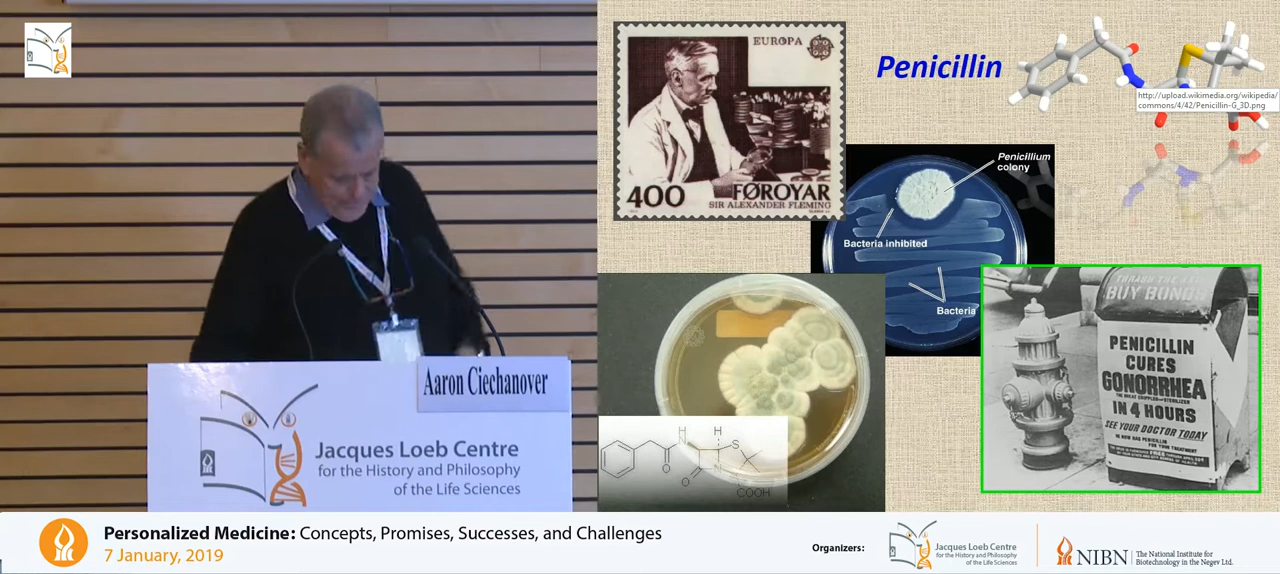 Aaron Ciechanover
Jacques Loeb Centre
for the History and Philosophy
of the Life Sciences
EUROPA
400
FØROYAR
SIR ALEXANDER FLEMING
Penicillin
http://upload.wikimedia.org/wikipedia/
commons/4/42/Penicillin-G_3D.png
Penicillium
colony
Bacteria inhibited
Bacteria
H
N
H
S
O
N
O
COOH
BUY BONDS
PENICILLIN
CURES
GONORRHEA
IN 4 HOURS
SEE YOUR DOCTOR TODAY
Personalized Medicine: Concepts, Promises, Successes, and Challenges
7 January, 2019
Organizers:
Jacques Loeb Centre
for the History and Philosophy
of the Life Sciences
NIBN
The National Institute for
Biotechnology in the Negev Ltd.